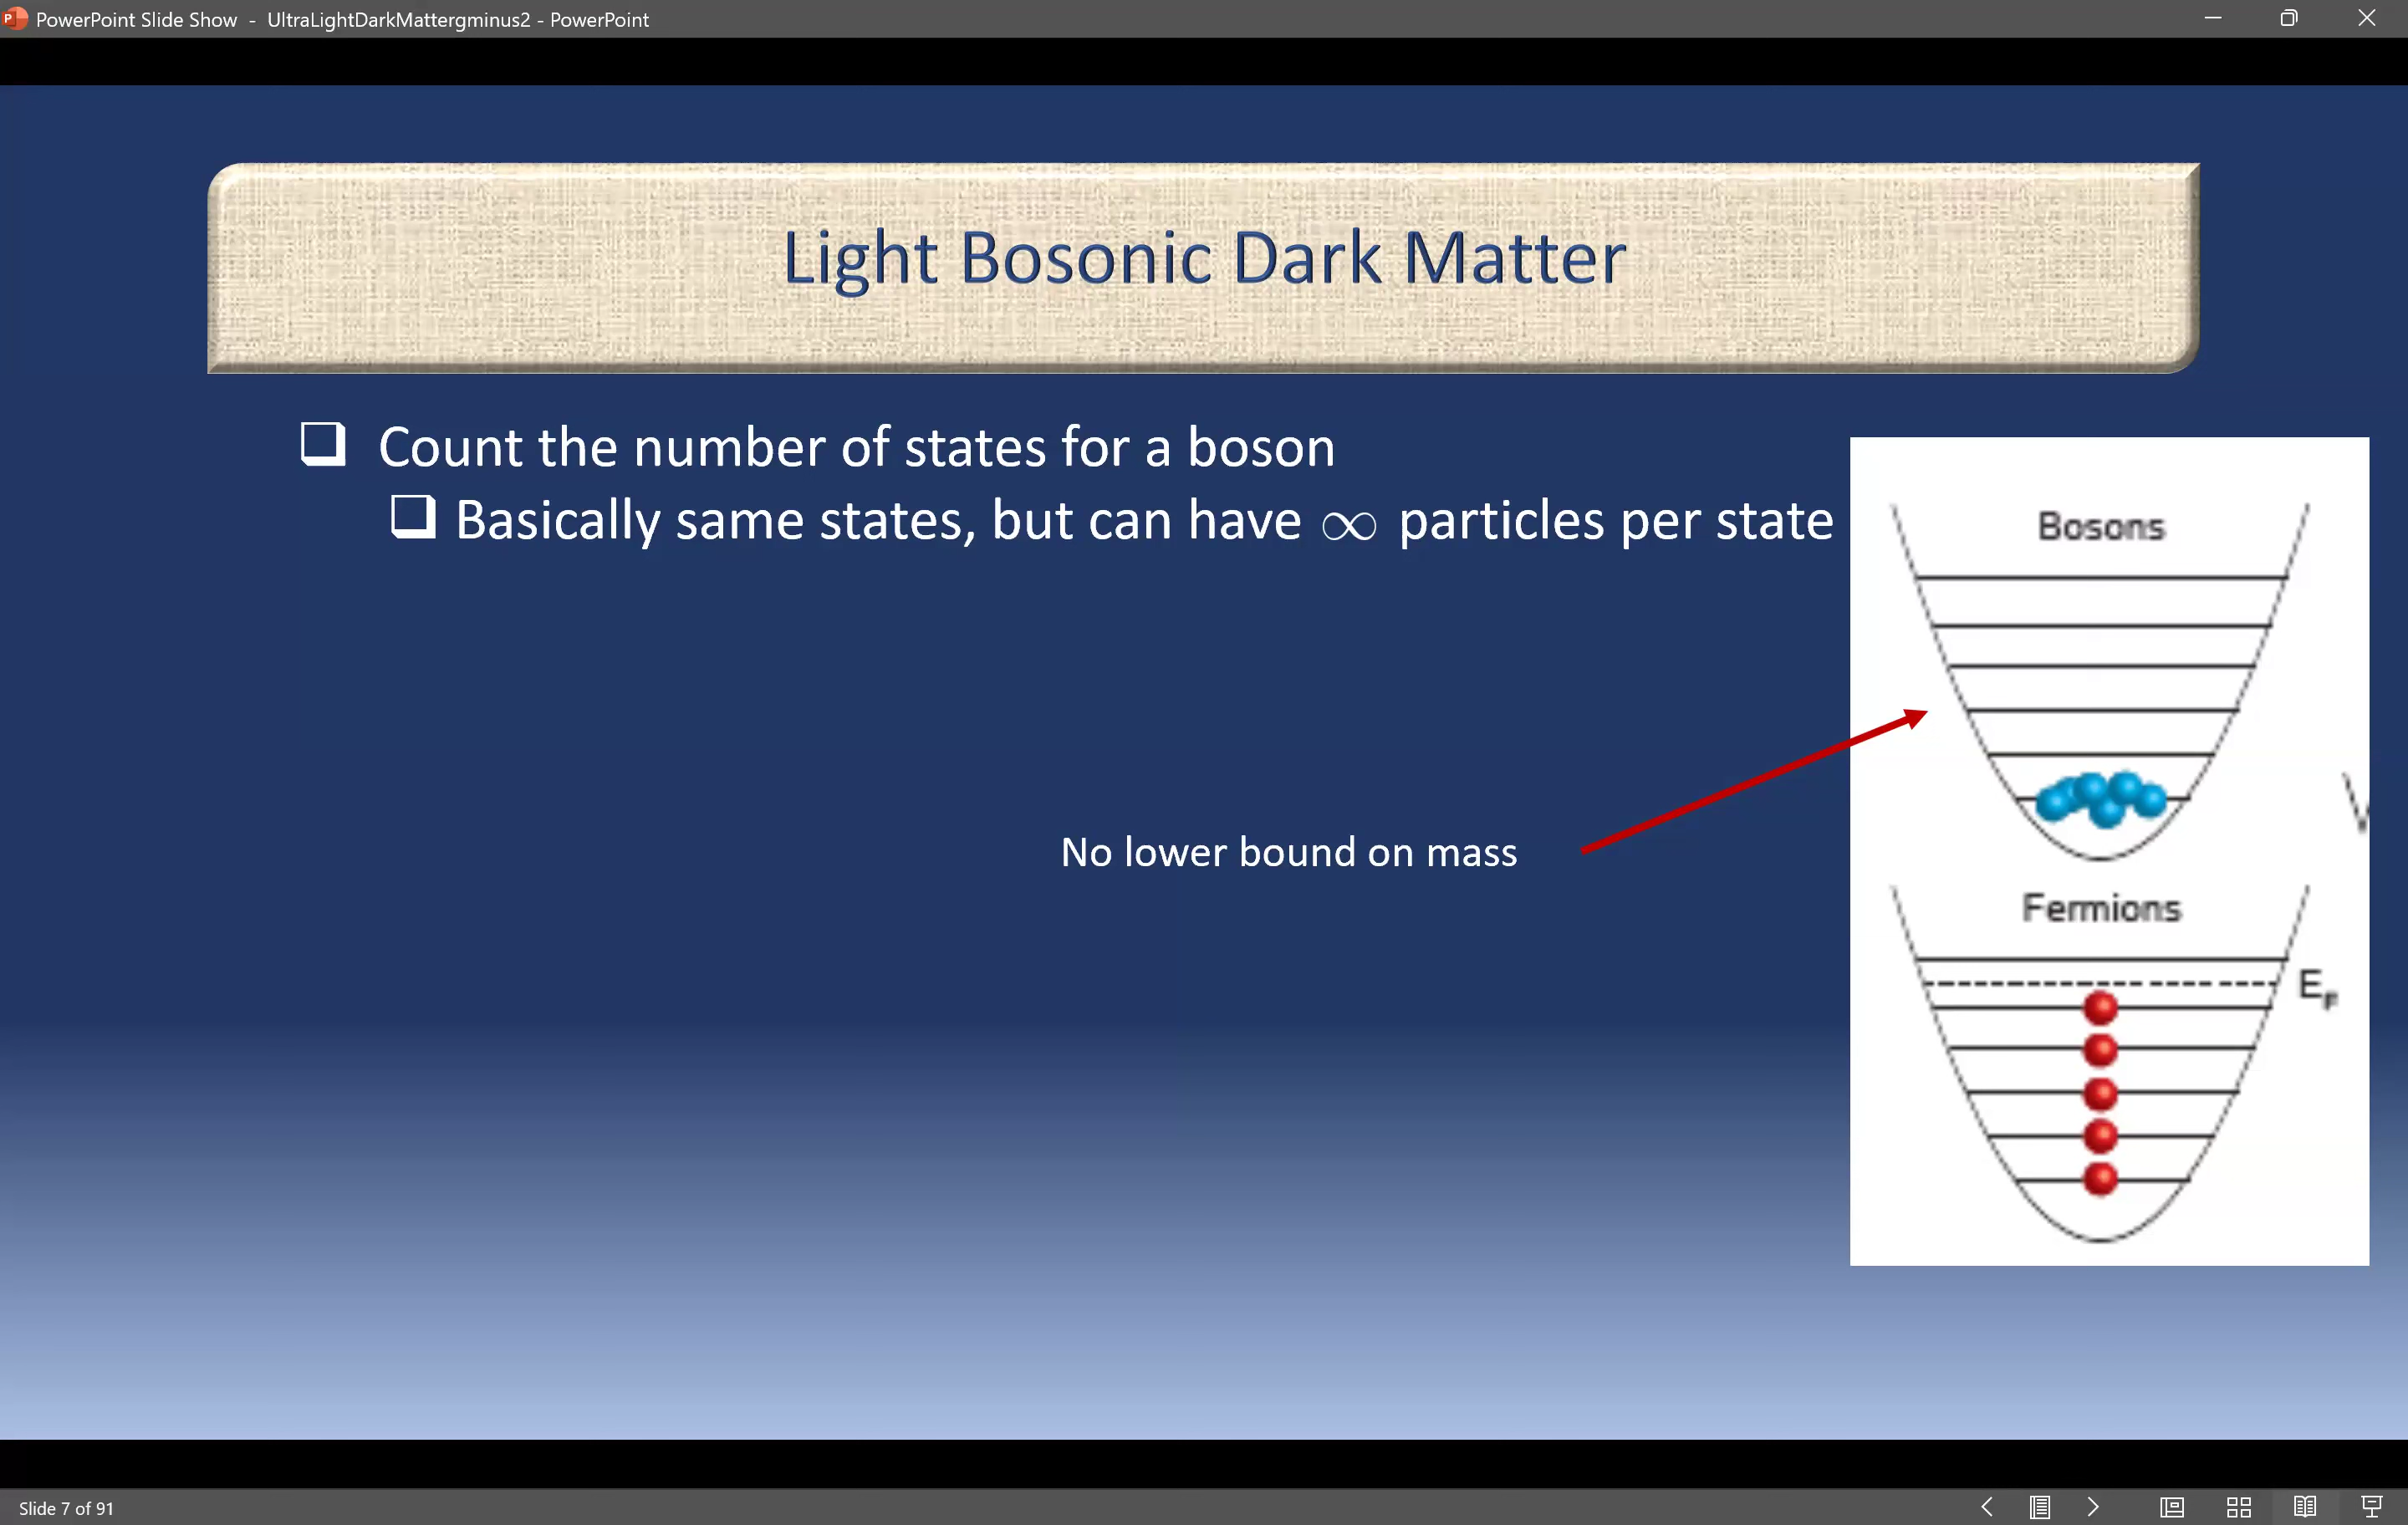 PowerPoint Slide Show - UltraLightDarkMattergminus2 - PowerPoint
Light Bosonic Dark Matter
Count the number of states for a boson
Basically same states, but can have ∞ particles per state
Bosons
No lower bound on mass
Fermions
E_F
Slide 7 of 91